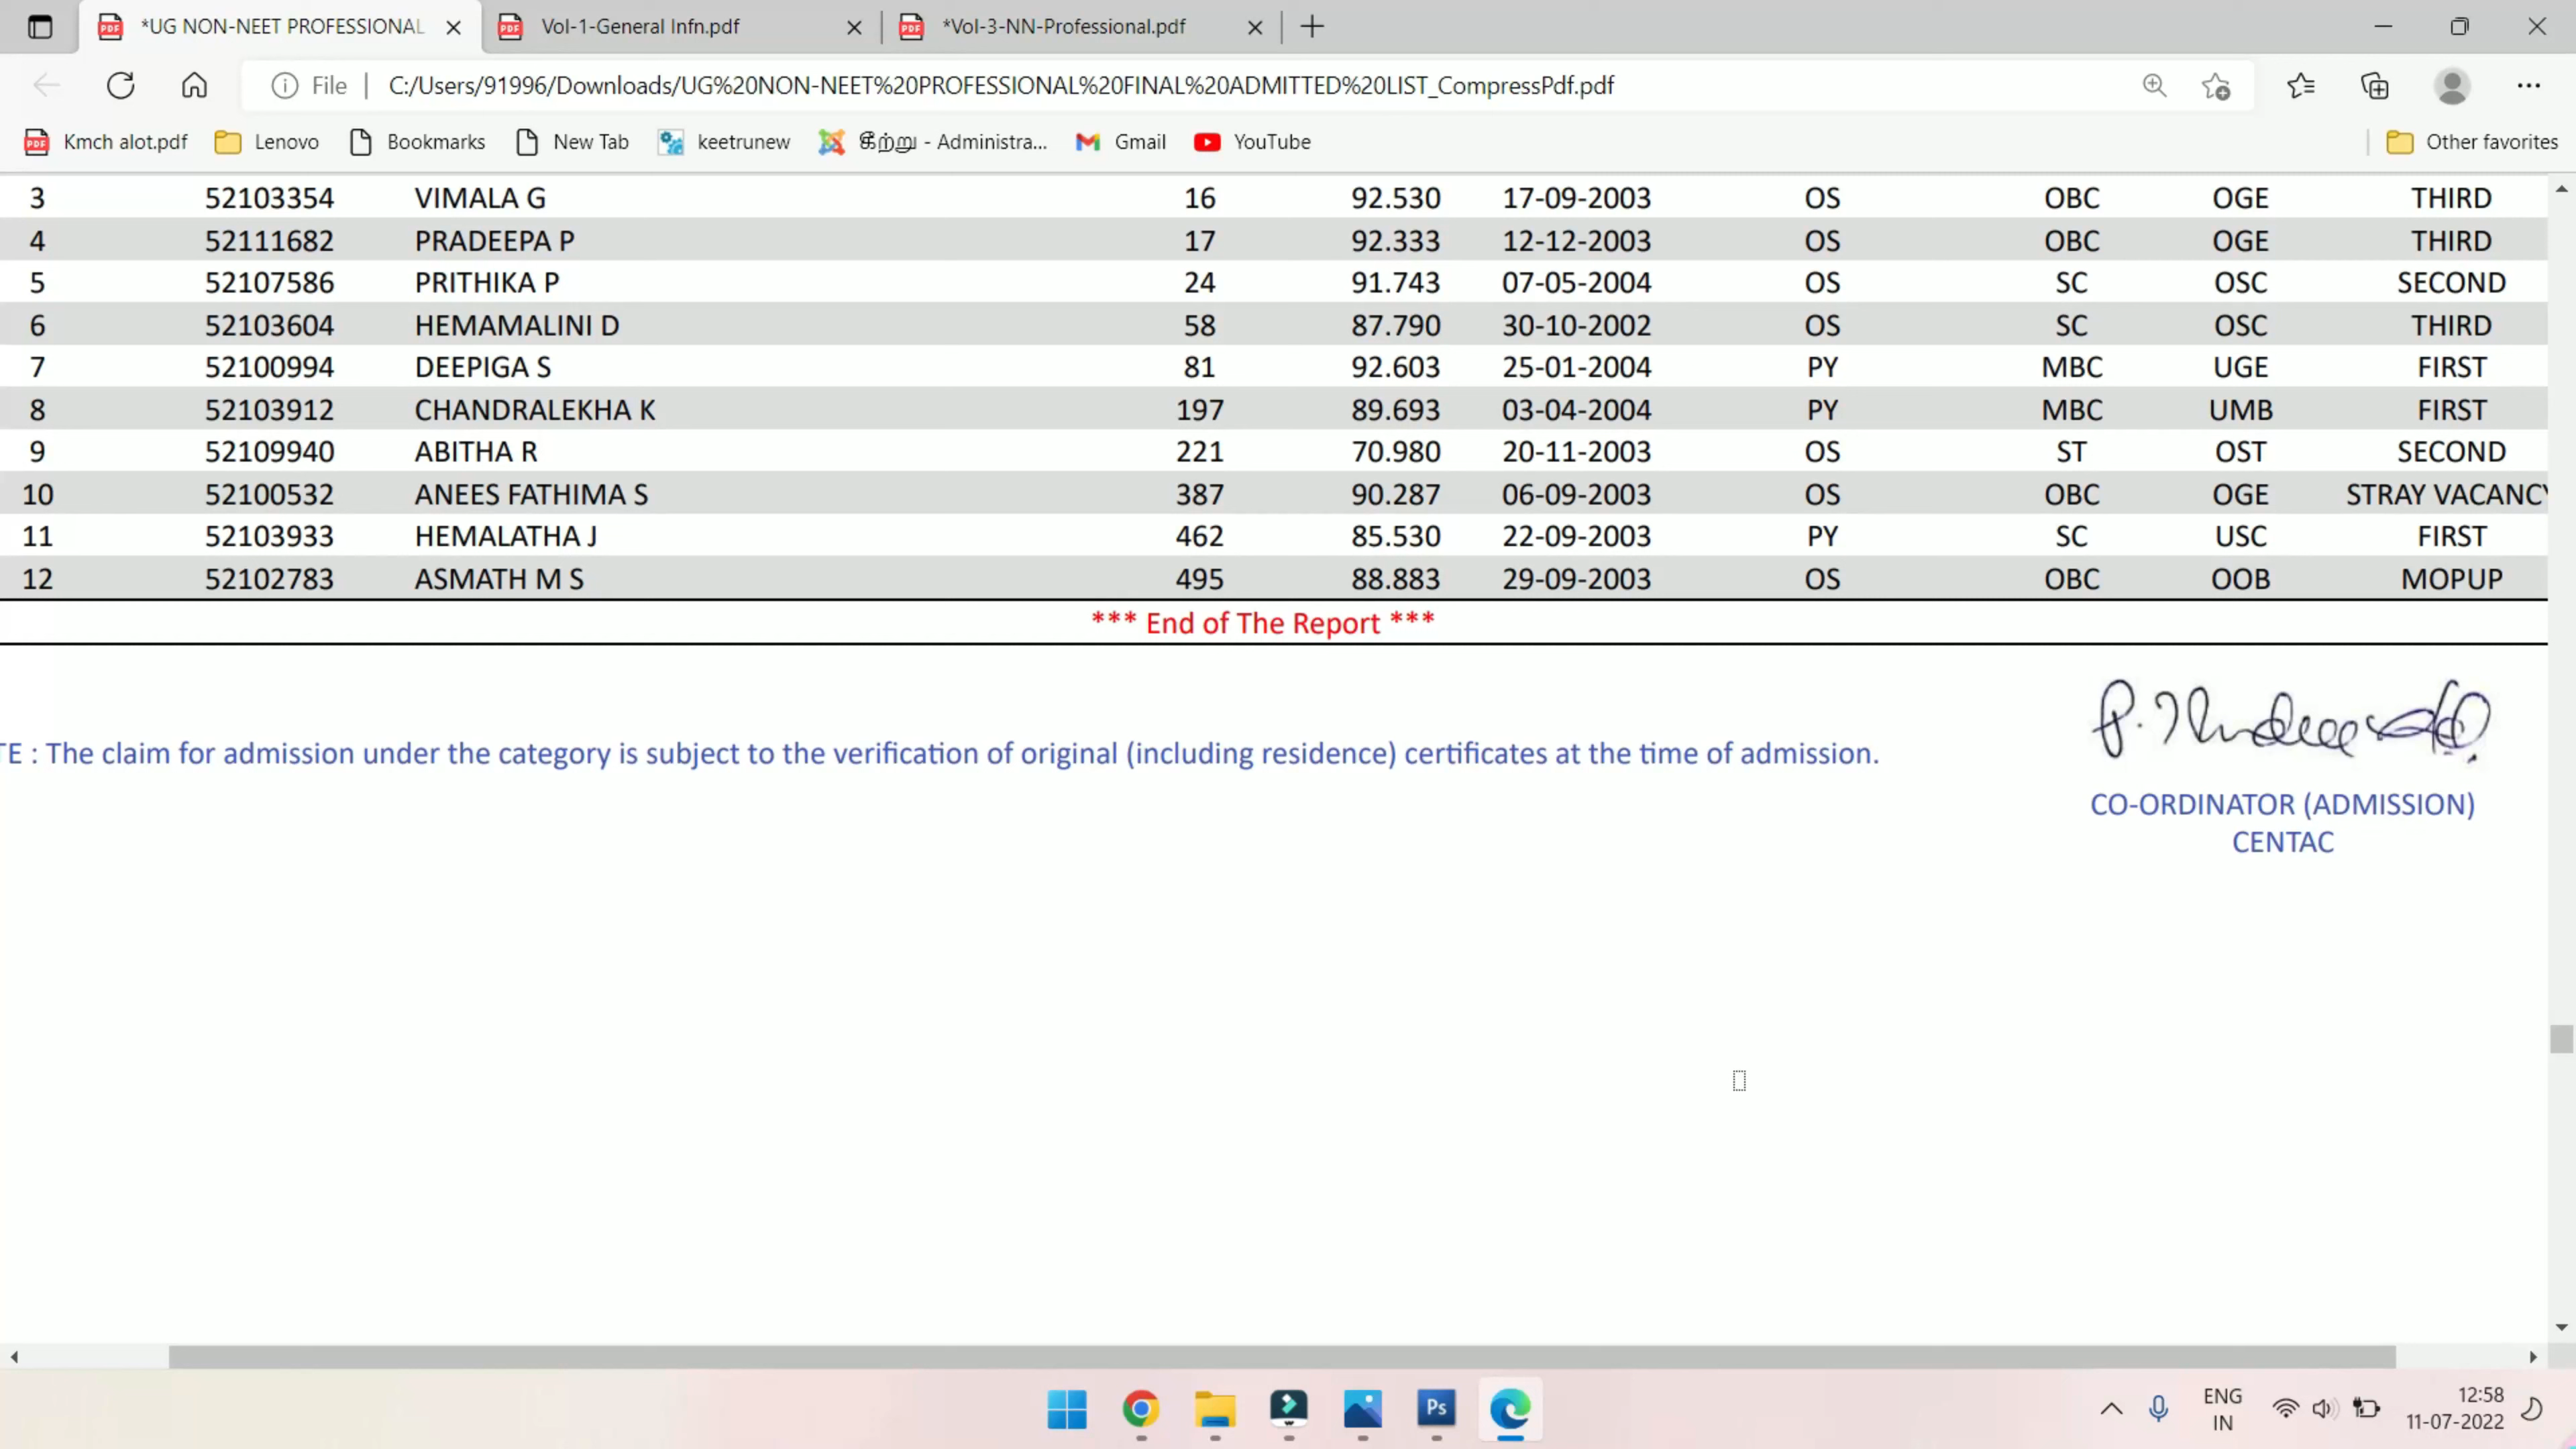 *UG NON-NEET PROFESSIONAL
Vol-1-General Infn.pdf
*Vol-3-NN-Professional.pdf
File C:/Users/91996/Downloads/UG%20NON-NEET%20PROFESSIONAL%20FINAL%20ADMITTED%20LIST_CompressPdf.pdf
Kmch alot.pdf Lenovo Bookmarks New Tab keetrunew கீற்று - Administra... Gmail YouTube Other favorites
3 52103354 VIMALA G 16 92.530 17-09-2003 OS OBC OGE THIRD
4 52111682 PRADEEPA P 17 92.333 12-12-2003 OS OBC OGE THIRD
5 52107586 PRITHIKA P 24 91.743 07-05-2004 OS SC OSC SECOND
6 52103604 HEMAMALINI D 58 87.790 30-10-2002 OS SC OSC THIRD
7 52100994 DEEPIGA S 81 92.603 25-01-2004 PY MBC UGE FIRST
8 52103912 CHANDRALEKHA K 197 89.693 03-04-2004 PY MBC UMB FIRST
9 52109940 ABITHA R 221 70.980 20-11-2003 OS ST OST SECOND
10 52100532 ANEES FATHIMA S 387 90.287 06-09-2003 OS OBC OGE STRAY VACANCY
11 52103933 HEMALATHA J 462 85.530 22-09-2003 PY SC USC FIRST
12 52102783 ASMATH M S 495 88.883 29-09-2003 OS OBC OOB MOPUP
*** End of The Report ***
TE : The claim for admission under the category is subject to the verification of original (including residence) certificates at the time of admission.
CO-ORDINATOR (ADMISSION)
CENTAC
Ps
ENG
IN
12:58
11-07-2022